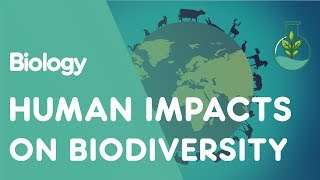 Biology
HUMAN IMPACTS
ON BIODIVERSITY